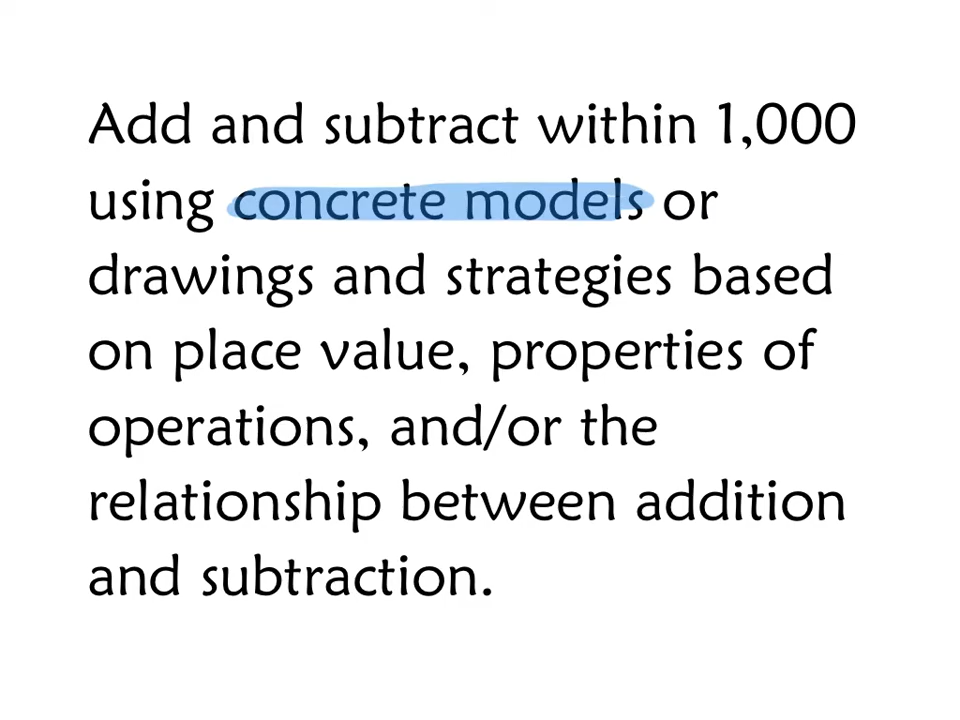 Add and subtract within 1,000
using concrete models or
drawings and strategies based
on place value, properties of
operations, and/or the
relationship between addition
and subtraction.